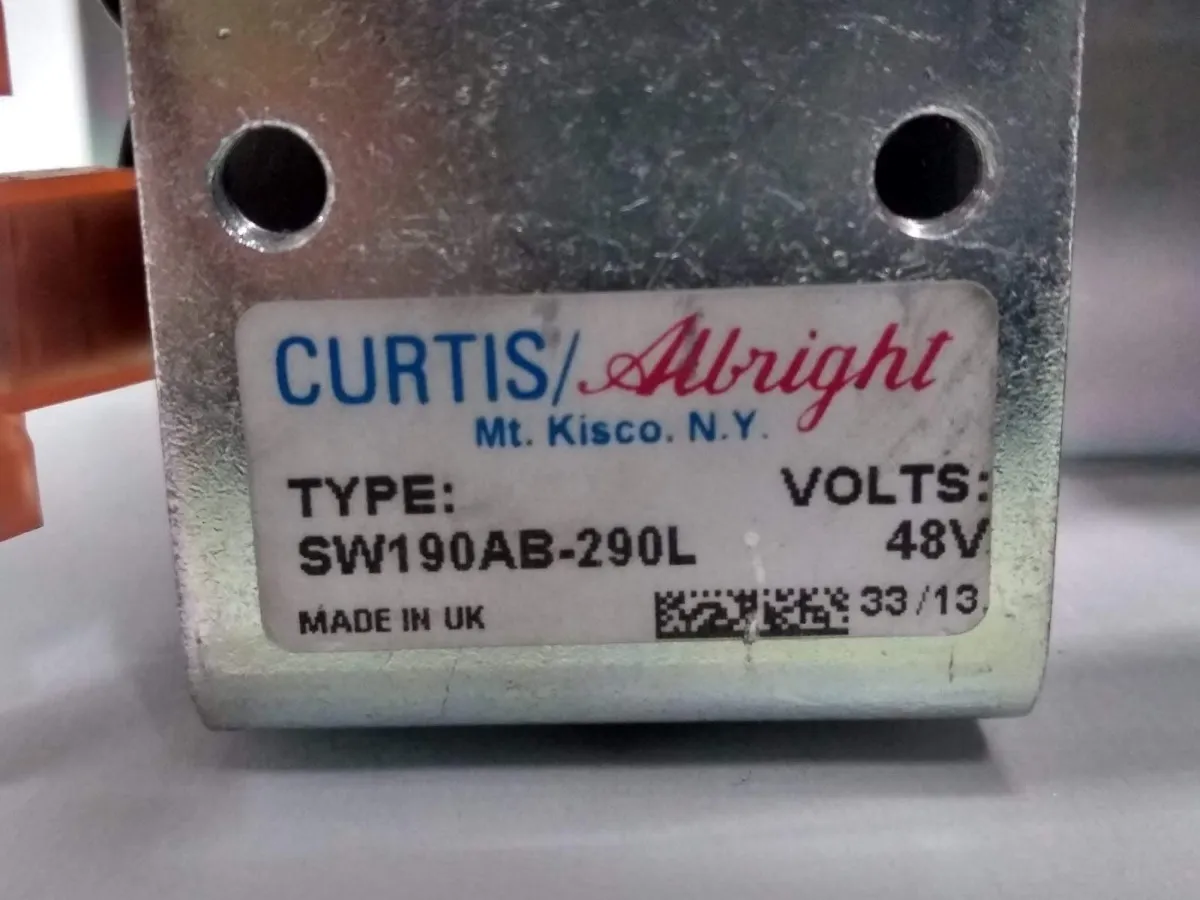 CURTIS/Albright
Mt. Kisco. N.Y.
TYPE: VOLTS:
SW190AB-290L 48V
MADE IN UK 33/13